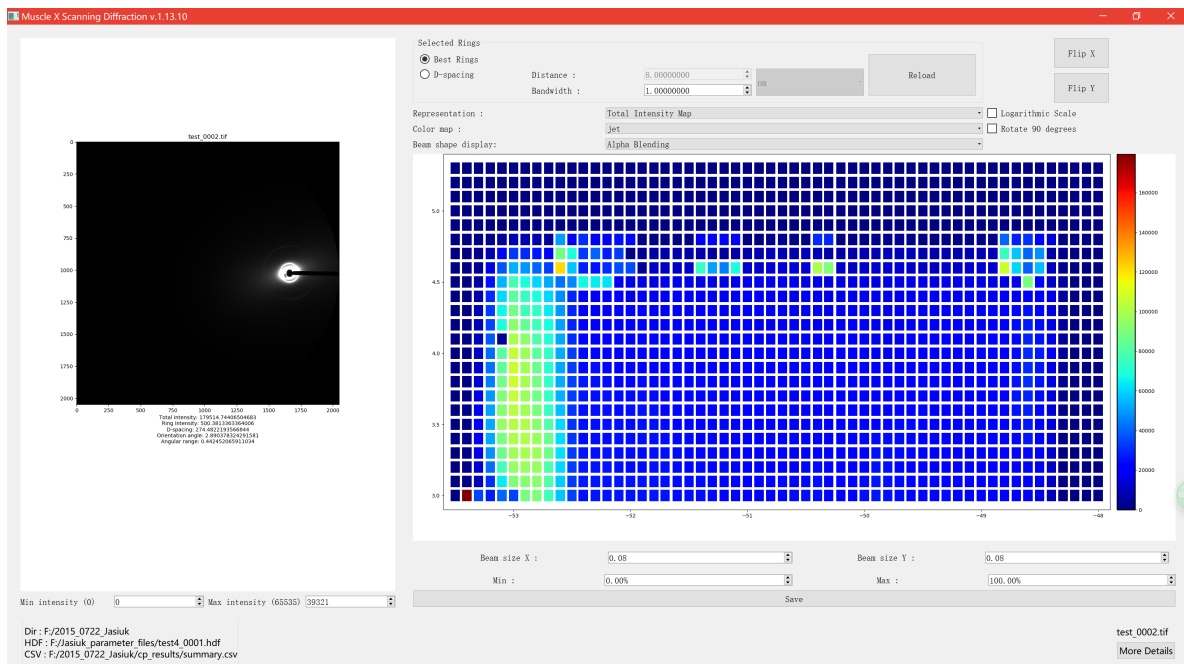 Muscle X Scanning Diffraction v.1.13.10
Selected Rings
Best Rings
D-spacing
Distance :
8.00000000
nm
Reload
Bandwidth :
1.00000000
Flip X
Flip Y
Representation :
Total Intensity Map
Logarithmic Scale
Color map :
jet
Rotate 90 degrees
Beam shape display:
Alpha Blending
test_0002.tif
0
250
500
750
1000
1250
1500
1750
2000
0 250 500 750 1000 1250 1500 1750 2000
Total Intensity: 179514.74406504683
Ring Intensity: 500.3813363364006
D-spacing: 274.4822193566844
Orientation angle: 2.890378324291581
Angular range: 0.442452065911034
5.0
4.5
4.0
3.5
3.0
−53 −52 −51 −50 −49 −48
160000
140000
120000
100000
80000
60000
40000
20000
0
Beam size X :
0.08
Beam size Y :
0.08
Min :
0.00%
Max :
100.00%
Save
Min intensity (0)
0
Max intensity (65535)
39321
Dir : F:/2015_0722_Jasiuk
HDF : F:/Jasiuk_parameter_files/test4_0001.hdf
CSV : F:/2015_0722_Jasiuk/cp_results/summary.csv
test_0002.tif
More Details